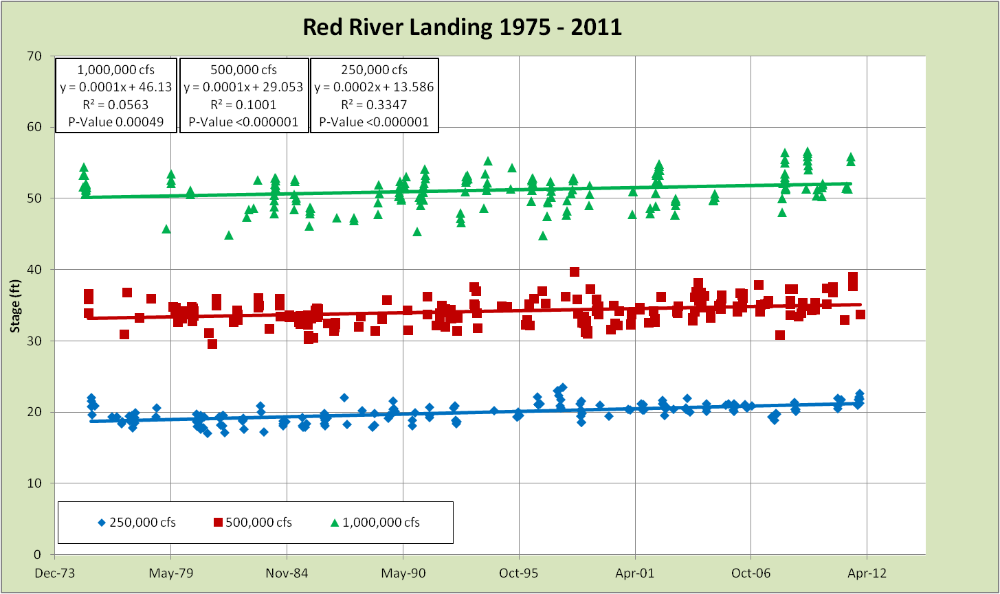 Red River Landing 1975 - 2011
70
60
50
40
30
20
10
0
Stage (ft)
1,000,000 cfs
y = 0.0001x + 46.13
R² = 0.0563
P-Value 0.00049
500,000 cfs
y = 0.0001x + 29.053
R² = 0.1001
P-Value <0.000001
250,000 cfs
y = 0.0002x + 13.586
R² = 0.3347
P-Value <0.000001
250,000 cfs 500,000 cfs 1,000,000 cfs
Dec-73 May-79 Nov-84 May-90 Oct-95 Apr-01 Oct-06 Apr-12